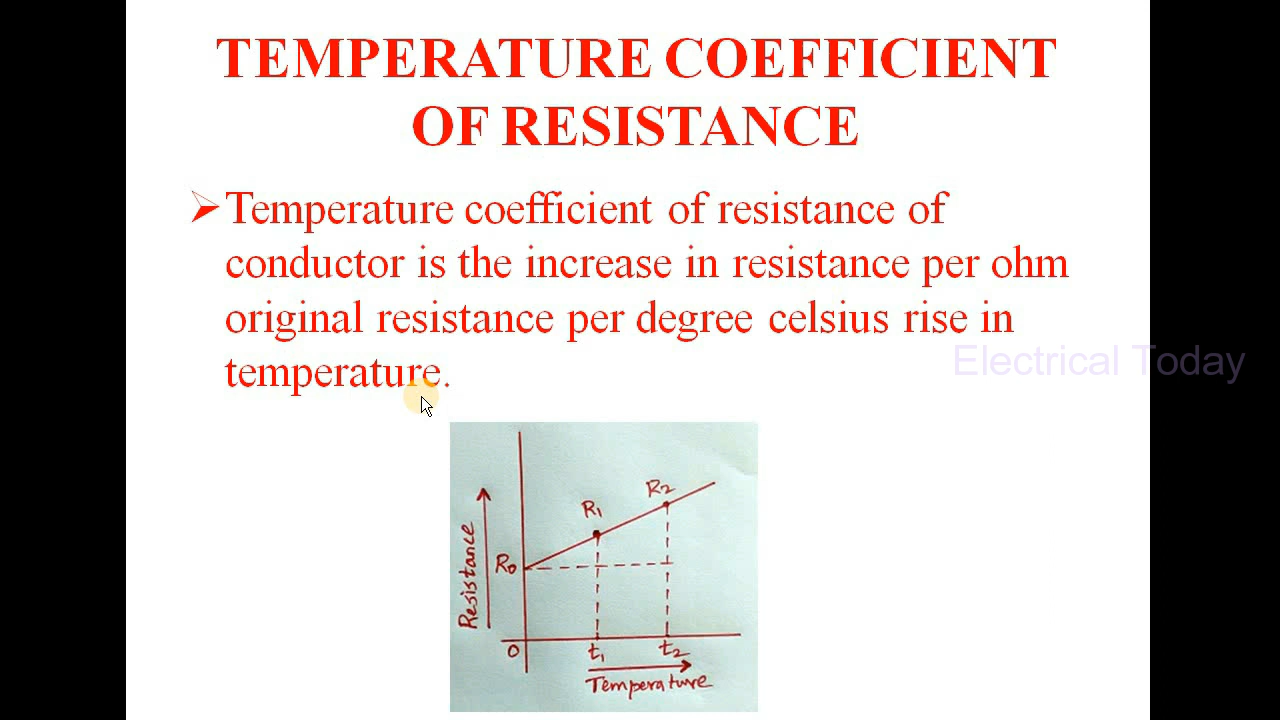 TEMPERATURE COEFFICIENT
OF RESISTANCE
Temperature coefficient of resistance of
conductor is the increase in resistance per ohm
original resistance per degree celsius rise in
temperature.
Electrical Today
R2
R1
R0
Resistance
0
t1
t2
Temperature